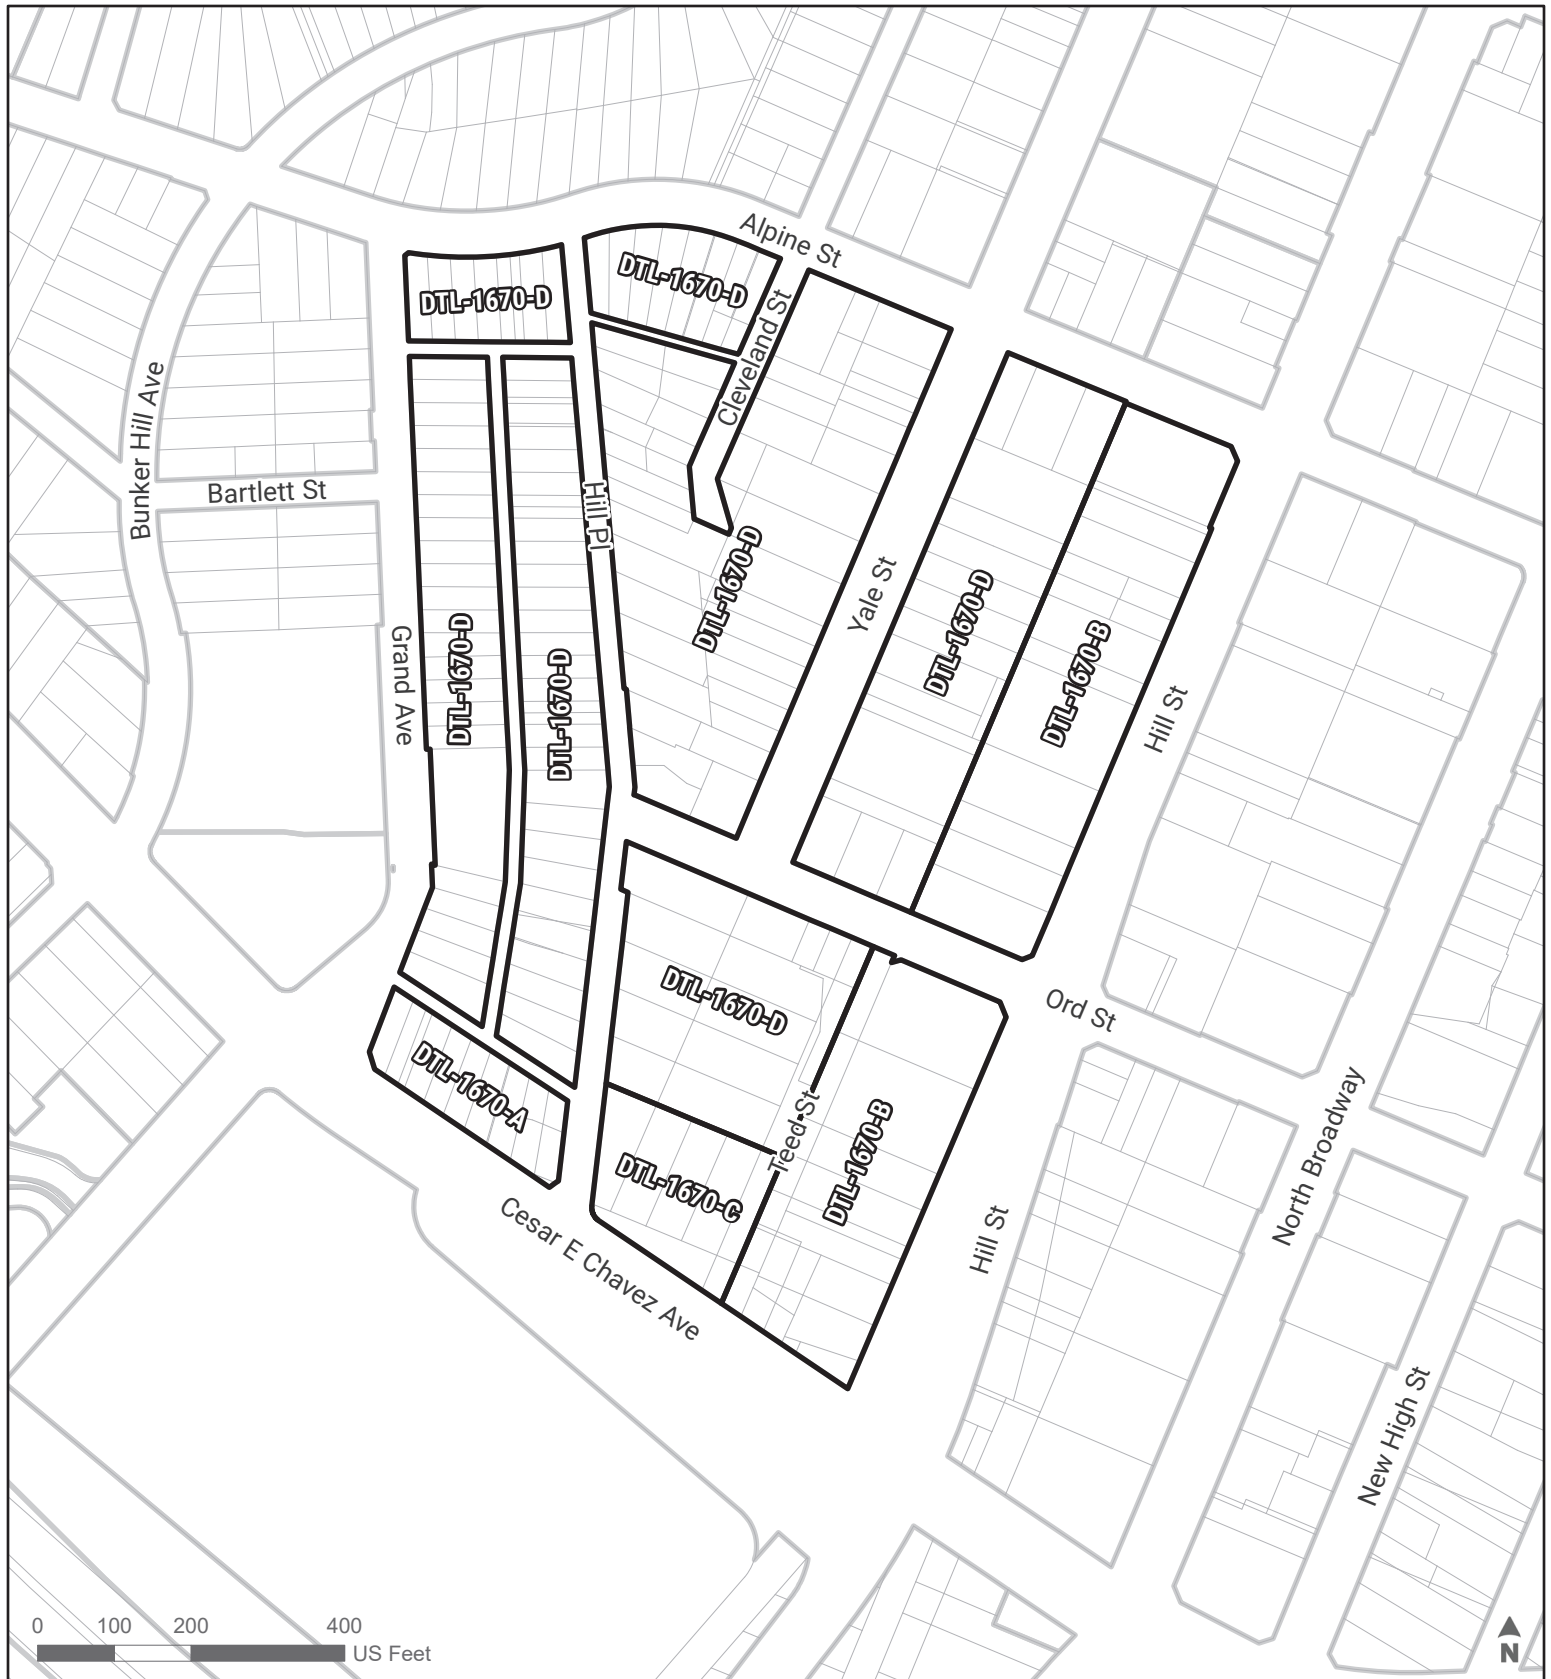 Alpine St
DTL-1670-D
DTL-1670-D
Cleveland St
Bunker Hill Ave
Bartlett St
Hill Pl
DTL-1670-D
Yale St
DTL-1670-D
DTL-1670-B
Grand Ave
DTL-1670-D
DTL-1670-D
Hill St
DTL-1670-D
Ord St
DTL-1670-A
Teed St
DTL-1670-B
North Broadway
DTL-1670-C
Cesar E Chavez Ave
Hill St
New High St
0 100 200 400
US Feet
N